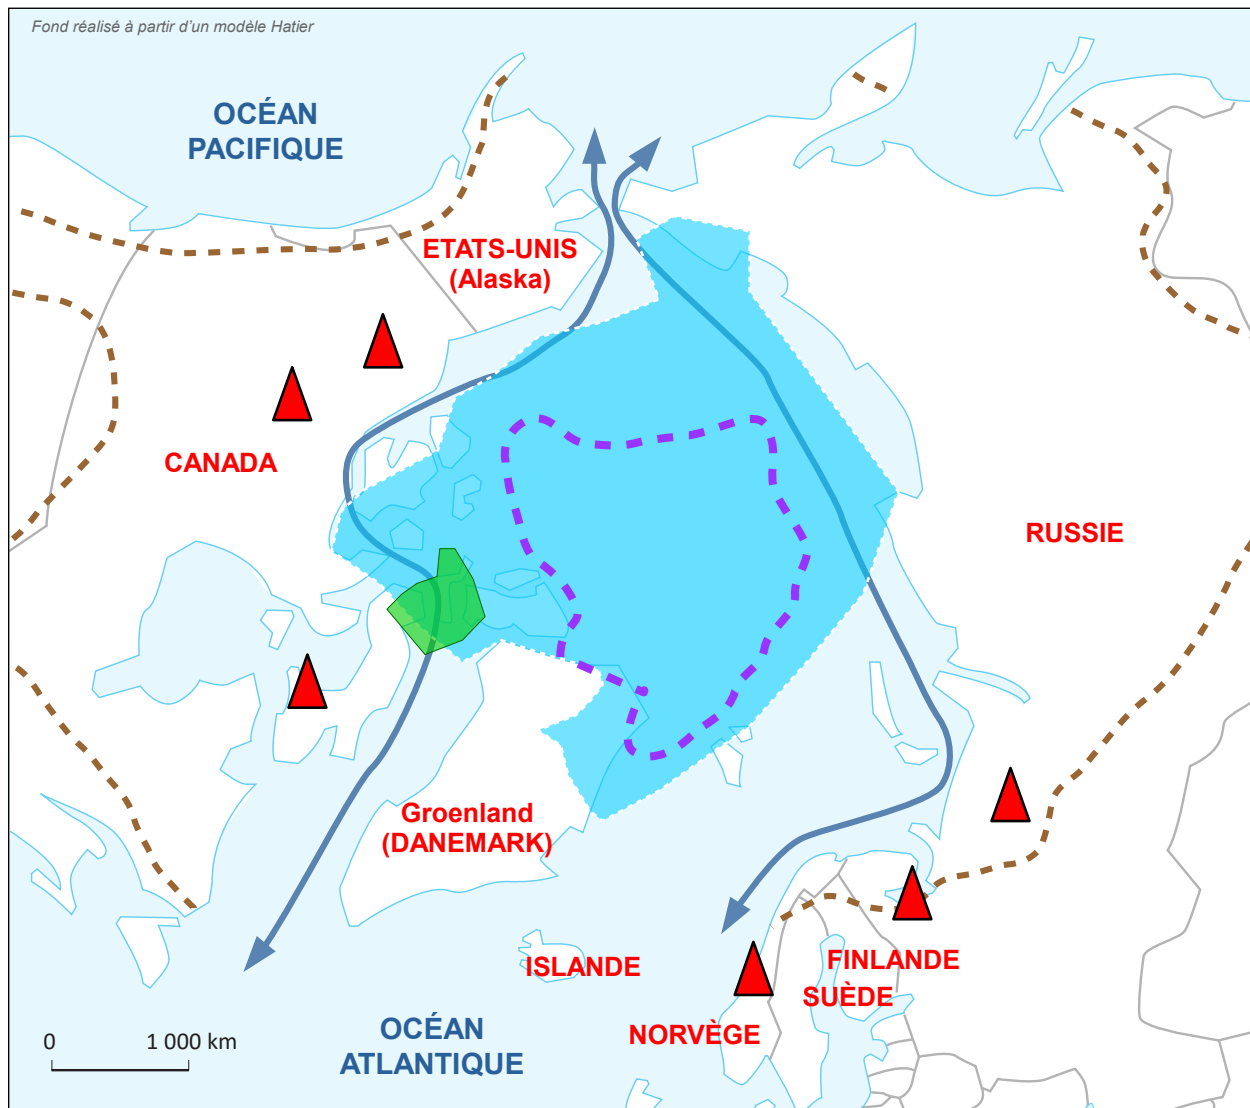 Fond réalisé à partir d'un modèle Hatier
OCÉAN
PACIFIQUE
ETATS-UNIS
(Alaska)
CANADA
RUSSIE
Groenland
(DANEMARK)
ISLANDE
FINLANDE
SUÈDE
NORVÈGE
OCÉAN
ATLANTIQUE
0 1 000 km